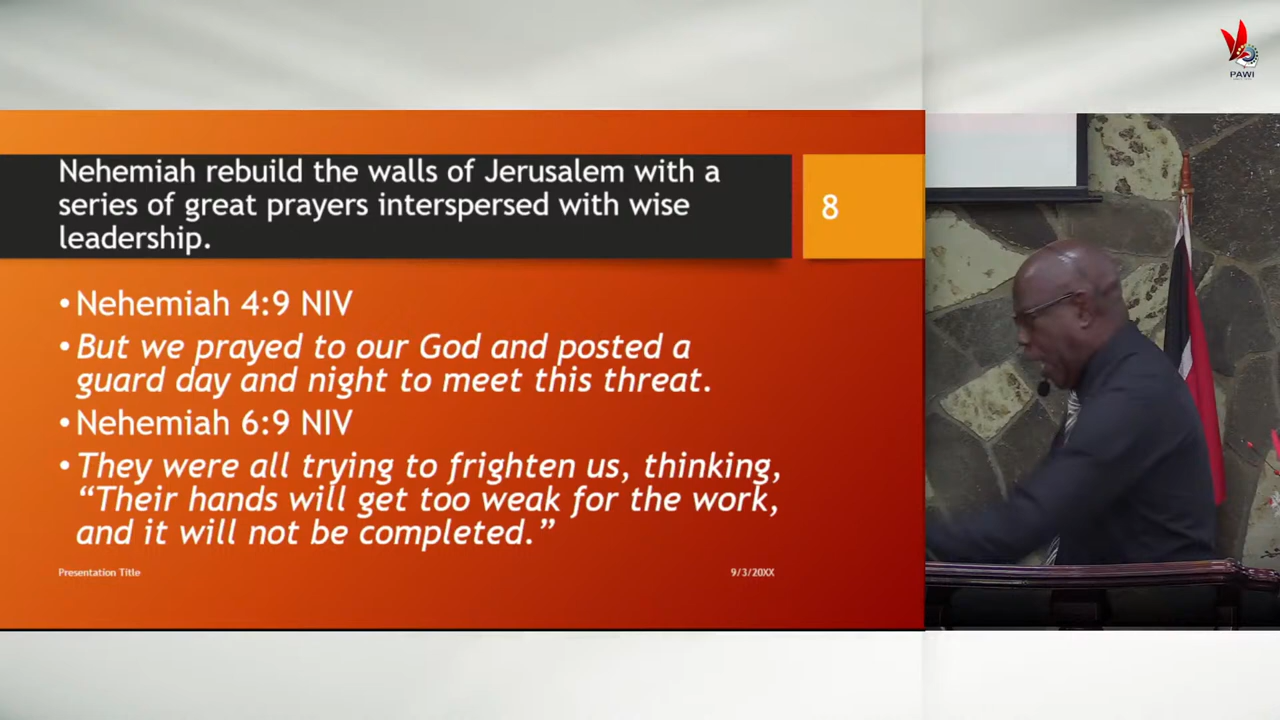 PAWI
Nehemiah rebuild the walls of Jerusalem with a
series of great prayers interspersed with wise
leadership.
8
•Nehemiah 4:9 NIV
•But we prayed to our God and posted a
guard day and night to meet this threat.
•Nehemiah 6:9 NIV
•They were all trying to frighten us, thinking,
“Their hands will get too weak for the work,
and it will not be completed.”
Presentation Title
9/3/20XX